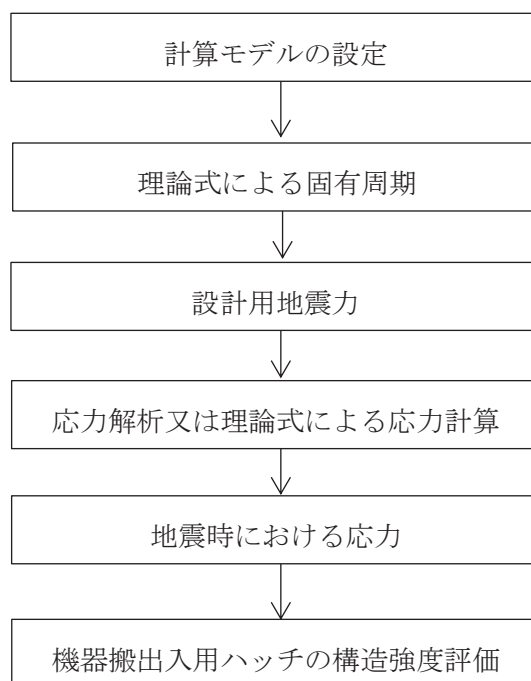 計算モデルの設定
理論式による固有周期
設計用地震力
応力解析又は理論式による応力計算
地震時における応力
機器搬出入用ハッチの構造強度評価